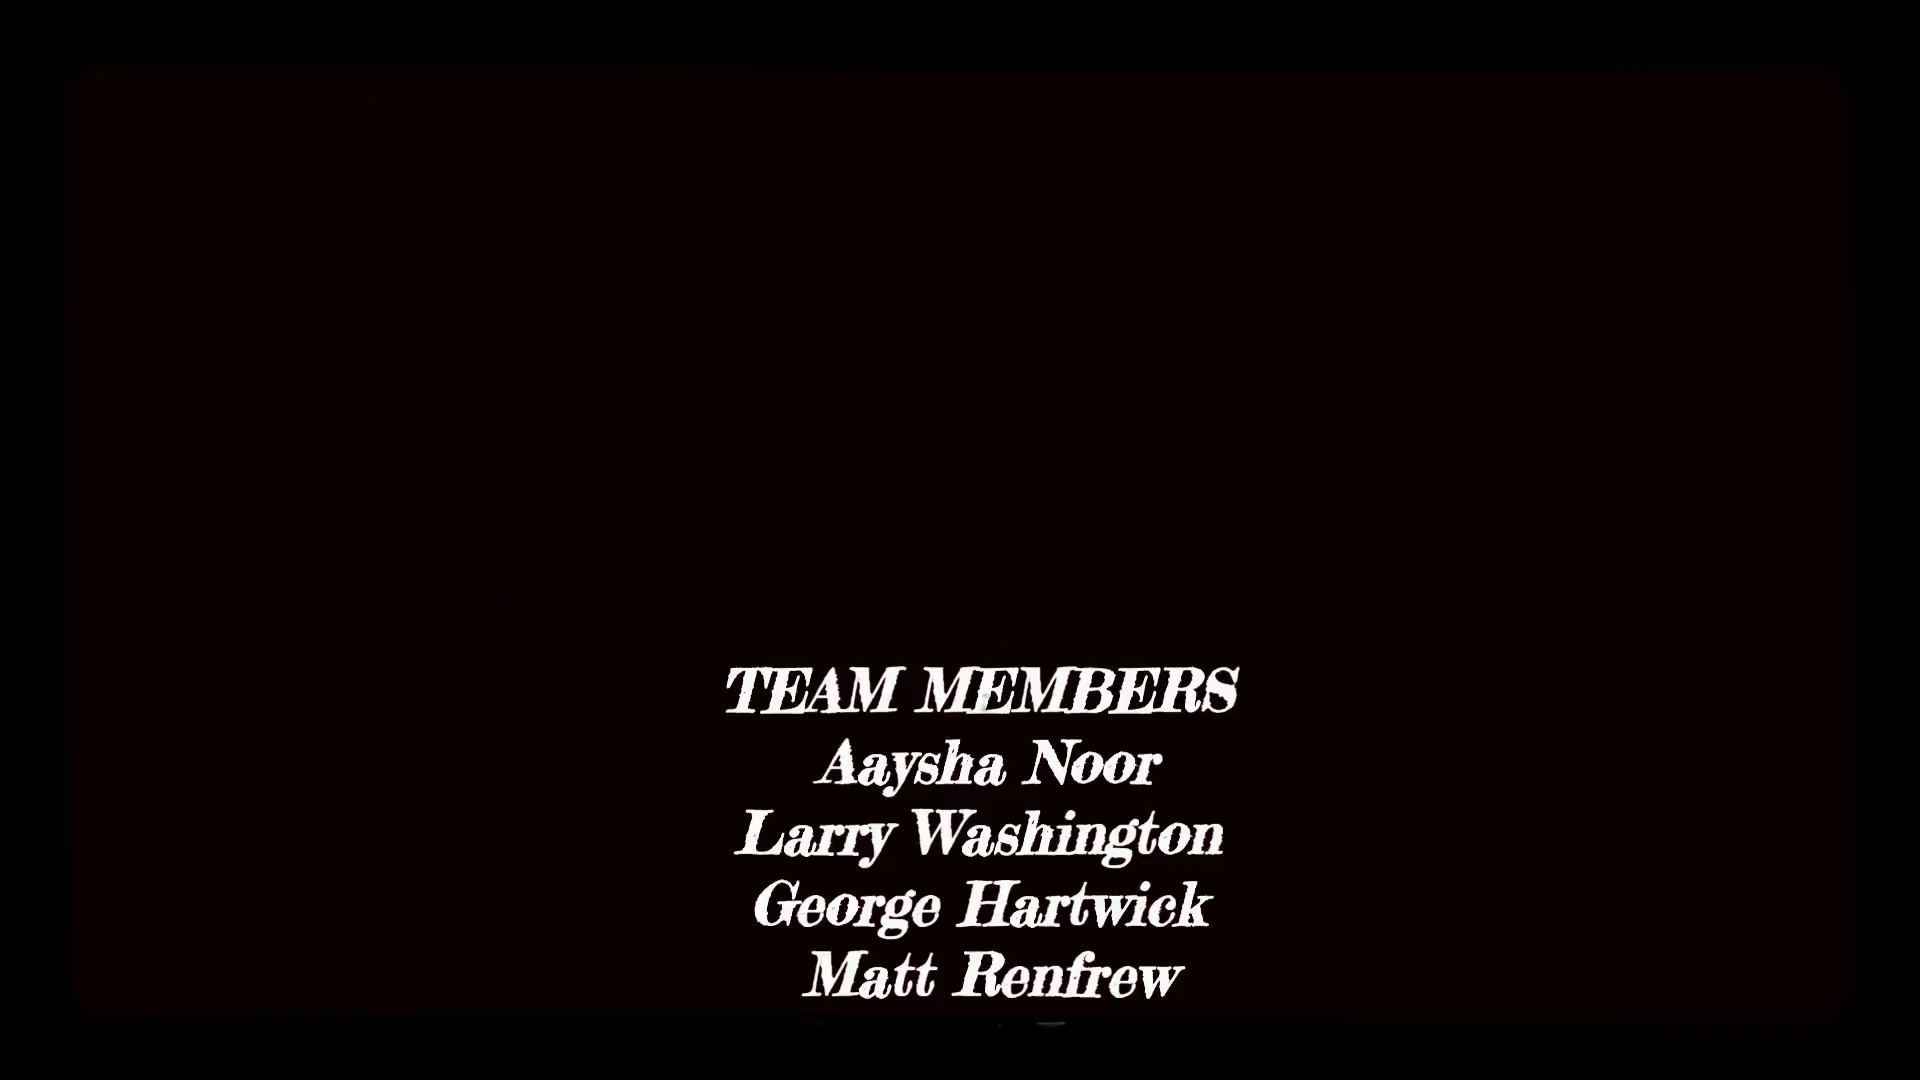 TEAM MEMBERS
Aaysha Noor
Larry Washington
George Hartwick
Matt Renfrew